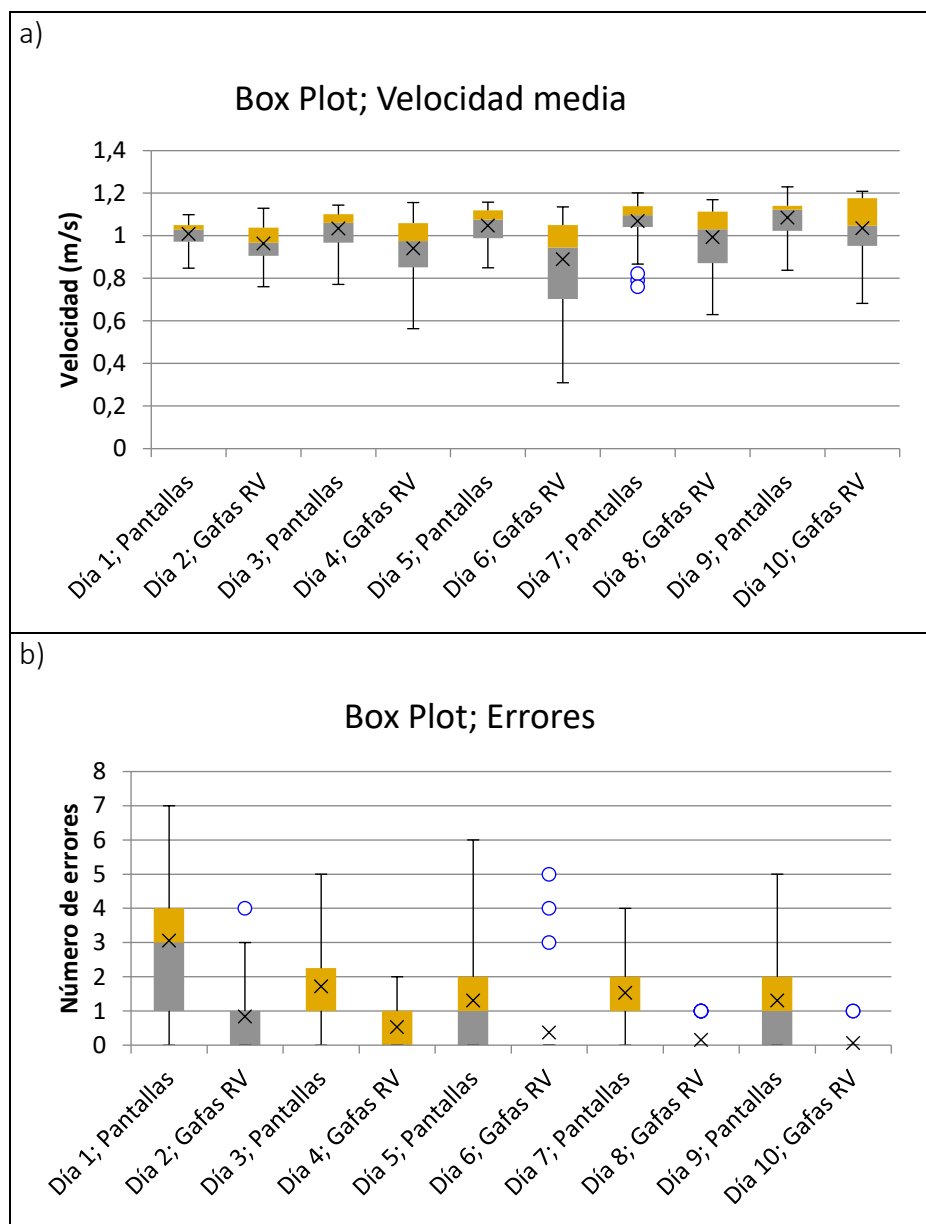 a)
Box Plot; Velocidad media
Velocidad (m/s)
1,4
1,2
1
0,8
0,6
0,4
0,2
0
Día 1; Pantallas
Día 2; Gafas RV
Día 3; Pantallas
Día 4; Gafas RV
Día 5; Pantallas
Día 6; Gafas RV
Día 7; Pantallas
Día 8; Gafas RV
Día 9; Pantallas
Día 10; Gafas RV
b)
Box Plot; Errores
Número de errores
8
7
6
5
4
3
2
1
0
Día 1; Pantallas
Día 2; Gafas RV
Día 3; Pantallas
Día 4; Gafas RV
Día 5; Pantallas
Día 6; Gafas RV
Día 7; Pantallas
Día 8; Gafas RV
Día 9; Pantallas
Día 10; Gafas RV